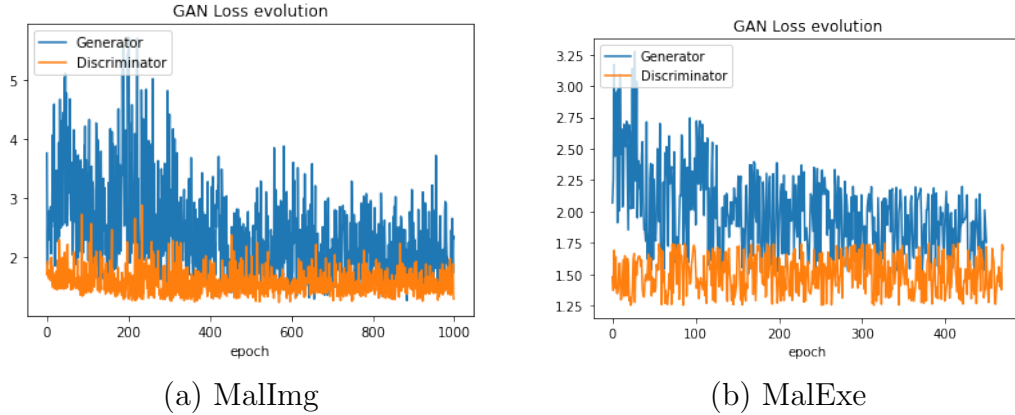 GAN Loss evolution
Generator
Discriminator
5
4
3
2
0 200 400 600 800 1000
epoch
(a) MalImg
GAN Loss evolution
3.25
Generator
3.00
Discriminator
2.75
2.50
2.25
2.00
1.75
1.50
1.25
0 100 200 300 400
epoch
(b) MalExe